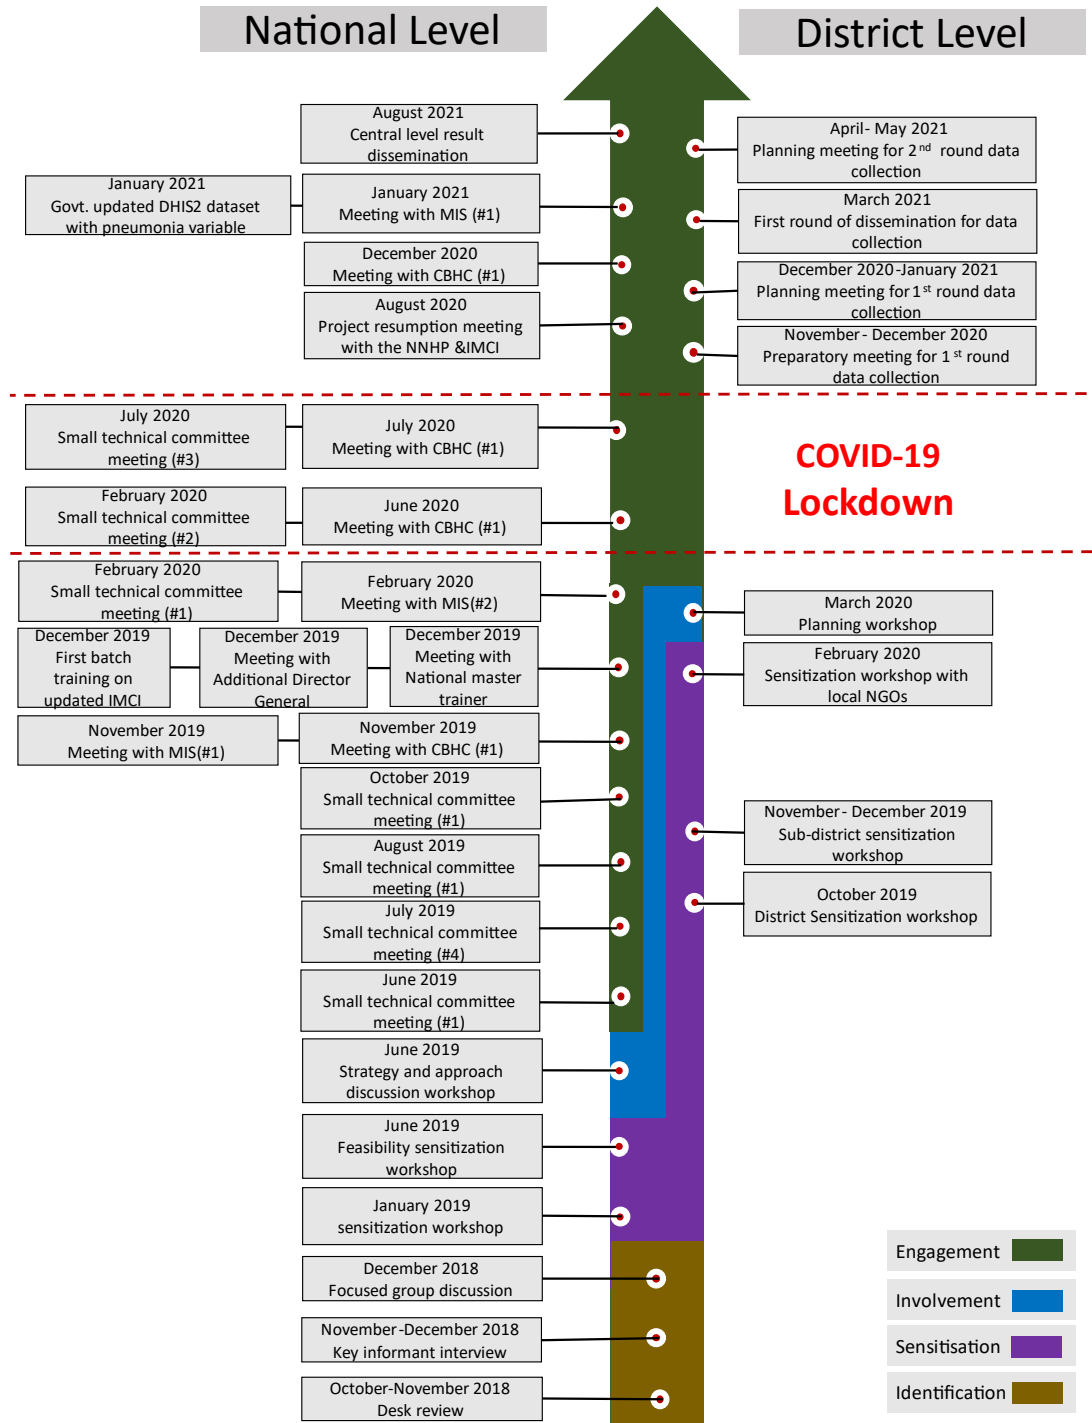 National Level
District Level
August 2021
Central level result
dissemination
January 2021
Govt. updated DHIS2 dataset
with pneumonia variable
January 2021
Meeting with MIS (#1)
December 2020
Meeting with CBHC (#1)
August 2020
Project resumption meeting
with the NNHP &IMCI
April- May 2021
Planning meeting for 2nd round data
collection
March 2021
First round of dissemination for data
collection
December 2020-January 2021
Planning meeting for 1st round data
collection
November- December 2020
Preparatory meeting for 1st round
data collection
July 2020
Small technical committee
meeting (#3)
July 2020
Meeting with CBHC (#1)
February 2020
Small technical committee
meeting (#2)
June 2020
Meeting with CBHC (#1)
COVID-19
Lockdown
February 2020
Small technical committee
meeting (#1)
February 2020
Meeting with MIS(#2)
December 2019
First batch
training on
updated IMCI
December 2019
Meeting with
Additional Director
General
December 2019
Meeting with
National master
trainer
November 2019
Meeting with MIS(#1)
November 2019
Meeting with CBHC (#1)
October 2019
Small technical committee
meeting (#1)
August 2019
Small technical committee
meeting (#1)
July 2019
Small technical committee
meeting (#4)
June 2019
Small technical committee
meeting (#1)
June 2019
Strategy and approach
discussion workshop
June 2019
Feasibility sensitization
workshop
January 2019
sensitization workshop
December 2018
Focused group discussion
November-December 2018
Key informant interview
October-November 2018
Desk review
March 2020
Planning workshop
February 2020
Sensitization workshop with
local NGOs
November- December 2019
Sub-district sensitization
workshop
October 2019
District Sensitization workshop
Engagement
Involvement
Sensitisation
Identification